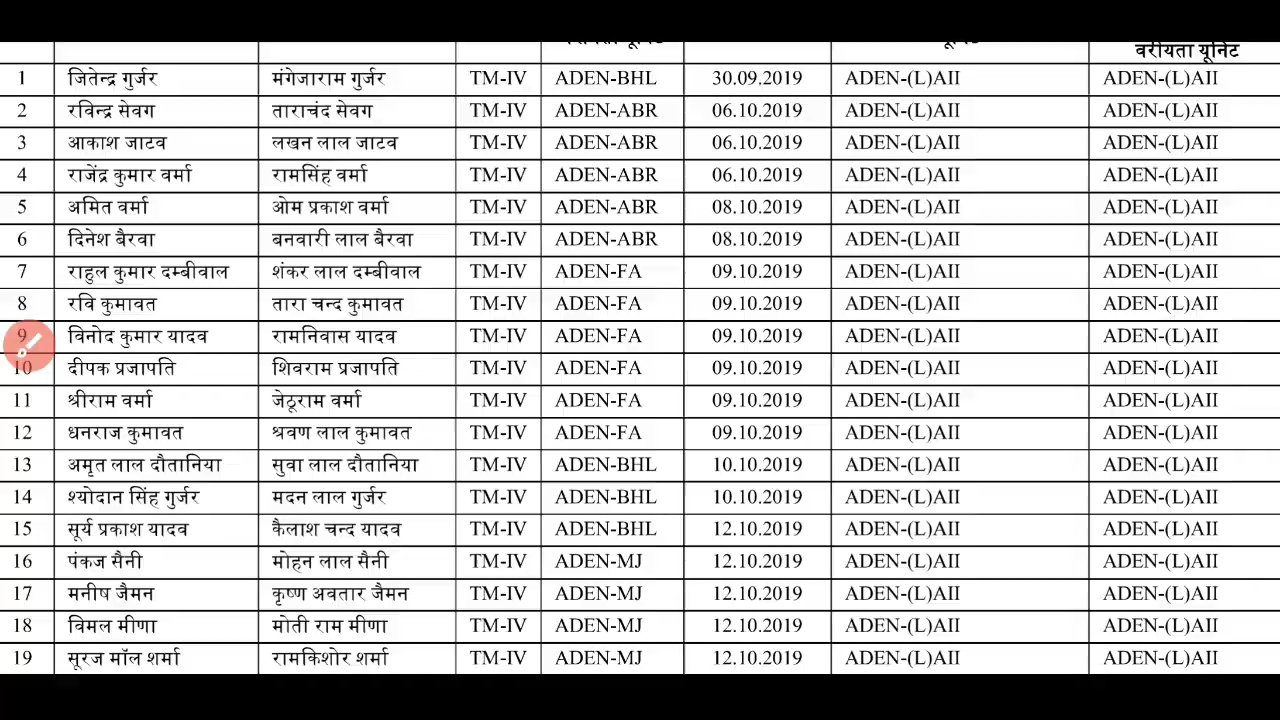 वरीयता यूनिट
1 जितेन्द्र गुर्जर मंगेजाराम गुर्जर TM-IV ADEN-BHL 30.09.2019 ADEN-(L)AII ADEN-(L)AII
2 रविन्द्र सेवग ताराचंद सेवग TM-IV ADEN-ABR 06.10.2019 ADEN-(L)AII ADEN-(L)AII
3 आकाश जाटव लखन लाल जाटव TM-IV ADEN-ABR 06.10.2019 ADEN-(L)AII ADEN-(L)AII
4 राजेंद्र कुमार वर्मा रामसिंह वर्मा TM-IV ADEN-ABR 06.10.2019 ADEN-(L)AII ADEN-(L)AII
5 अमित वर्मा ओम प्रकाश वर्मा TM-IV ADEN-ABR 08.10.2019 ADEN-(L)AII ADEN-(L)AII
6 दिनेश बैरवा बनवारी लाल बैरवा TM-IV ADEN-ABR 08.10.2019 ADEN-(L)AII ADEN-(L)AII
7 राहुल कुमार दम्बीवाल शंकर लाल दम्बीवाल TM-IV ADEN-FA 09.10.2019 ADEN-(L)AII ADEN-(L)AII
8 रवि कुमावत तारा चन्द कुमावत TM-IV ADEN-FA 09.10.2019 ADEN-(L)AII ADEN-(L)AII
9 विनोद कुमार यादव रामनिवास यादव TM-IV ADEN-FA 09.10.2019 ADEN-(L)AII ADEN-(L)AII
10 दीपक प्रजापति शिवराम प्रजापति TM-IV ADEN-FA 09.10.2019 ADEN-(L)AII ADEN-(L)AII
11 श्रीराम वर्मा जेठूराम वर्मा TM-IV ADEN-FA 09.10.2019 ADEN-(L)AII ADEN-(L)AII
12 धनराज कुमावत श्रवण लाल कुमावत TM-IV ADEN-FA 09.10.2019 ADEN-(L)AII ADEN-(L)AII
13 अमृत लाल दौतानिया सुवा लाल दौतानिया TM-IV ADEN-BHL 10.10.2019 ADEN-(L)AII ADEN-(L)AII
14 श्योदान सिंह गुर्जर मदन लाल गुर्जर TM-IV ADEN-BHL 10.10.2019 ADEN-(L)AII ADEN-(L)AII
15 सूर्य प्रकाश यादव कैलाश चन्द यादव TM-IV ADEN-BHL 12.10.2019 ADEN-(L)AII ADEN-(L)AII
16 पंकज सैनी मोहन लाल सैनी TM-IV ADEN-MJ 12.10.2019 ADEN-(L)AII ADEN-(L)AII
17 मनीष जैमन कृष्ण अवतार जैमन TM-IV ADEN-MJ 12.10.2019 ADEN-(L)AII ADEN-(L)AII
18 विमल मीणा मोती राम मीणा TM-IV ADEN-MJ 12.10.2019 ADEN-(L)AII ADEN-(L)AII
19 सूरज मॉल शर्मा रामकिशोर शर्मा TM-IV ADEN-MJ 12.10.2019 ADEN-(L)AII ADEN-(L)AII